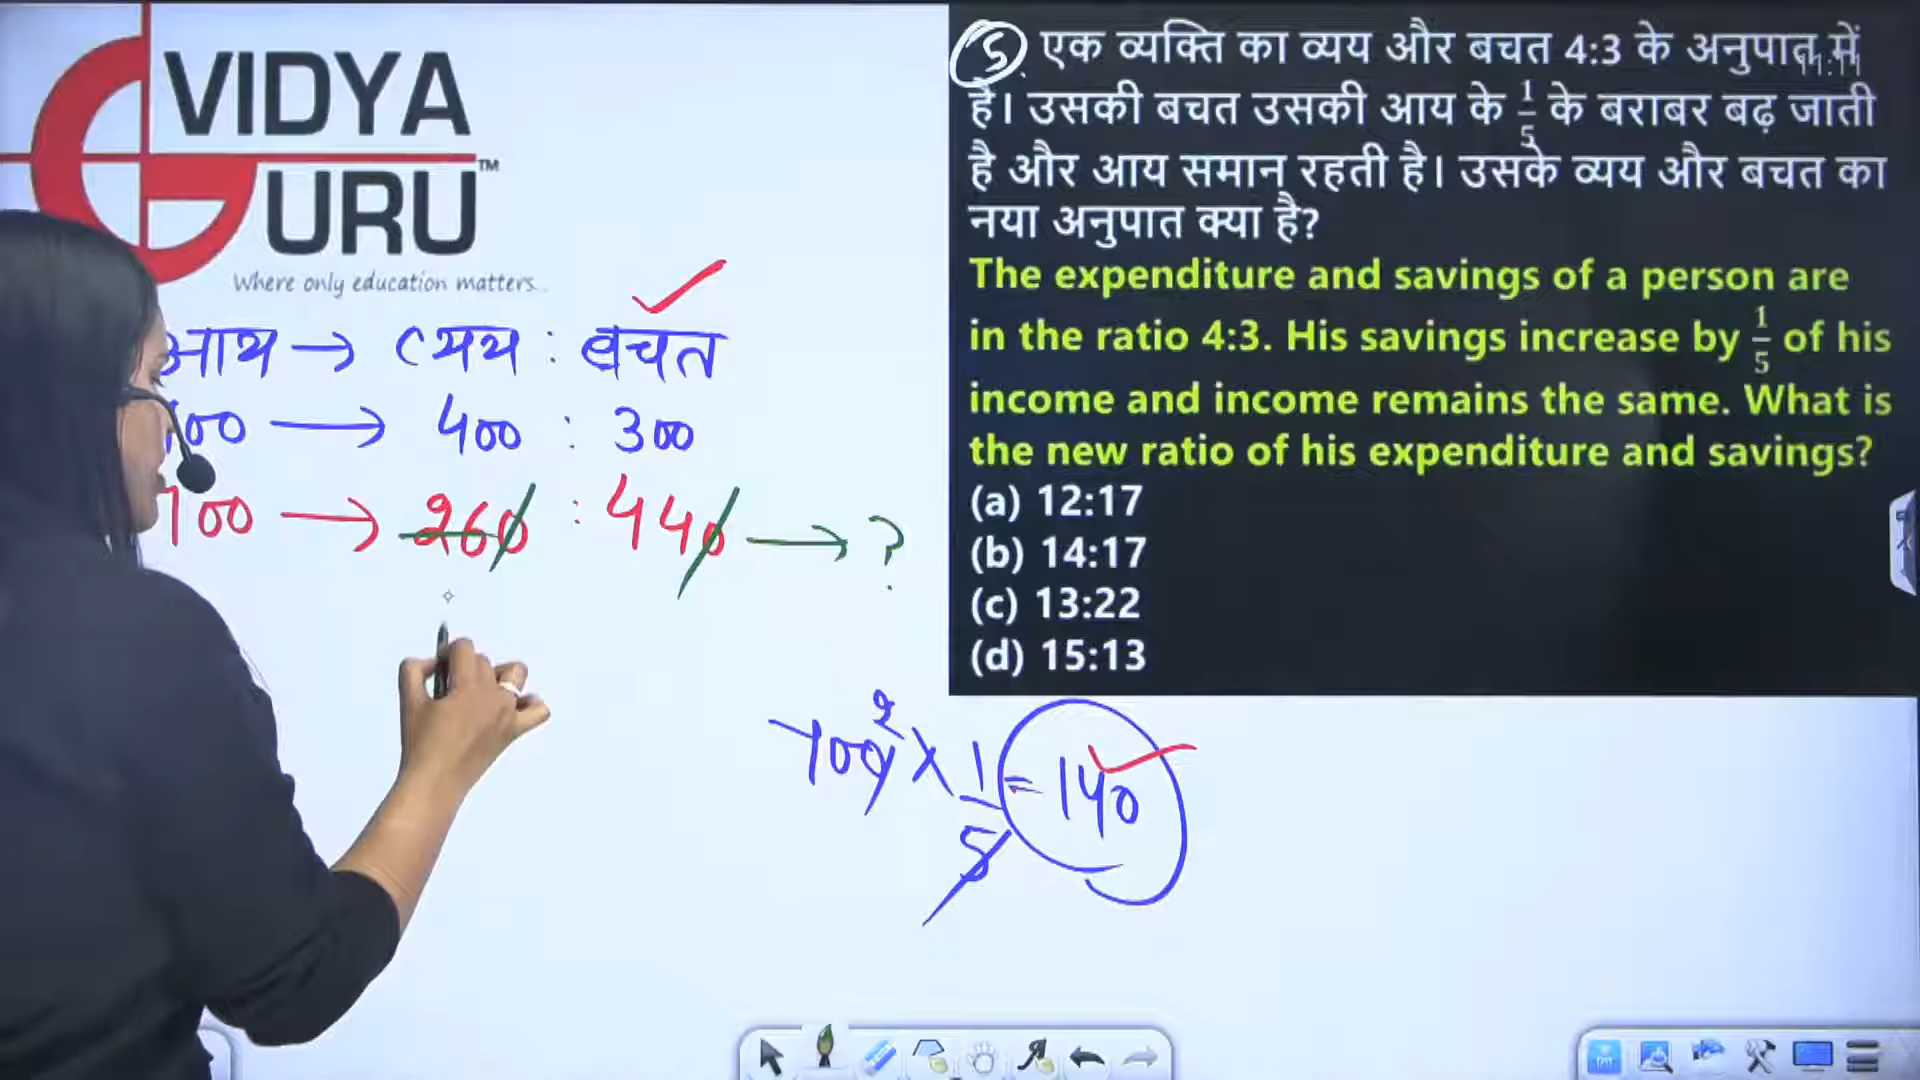 VIDYA
GURU™
Where only education matters...
आय → व्यय : बचत
700 → 400 : 300
700 → 260 : 440 → ?
5 एक व्यक्ति का व्यय और बचत 4:3 के अनुपात में
है। उसकी बचत उसकी आय के 1/5 के बराबर बढ़ जाती
है और आय समान रहती है। उसके व्यय और बचत का
नया अनुपात क्या है?
The expenditure and savings of a person are
in the ratio 4:3. His savings increase by 1/5 of his
income and income remains the same. What is
the new ratio of his expenditure and savings?
(a) 12:17
(b) 14:17
(c) 13:22
(d) 15:13
700 × 1/5 = 140